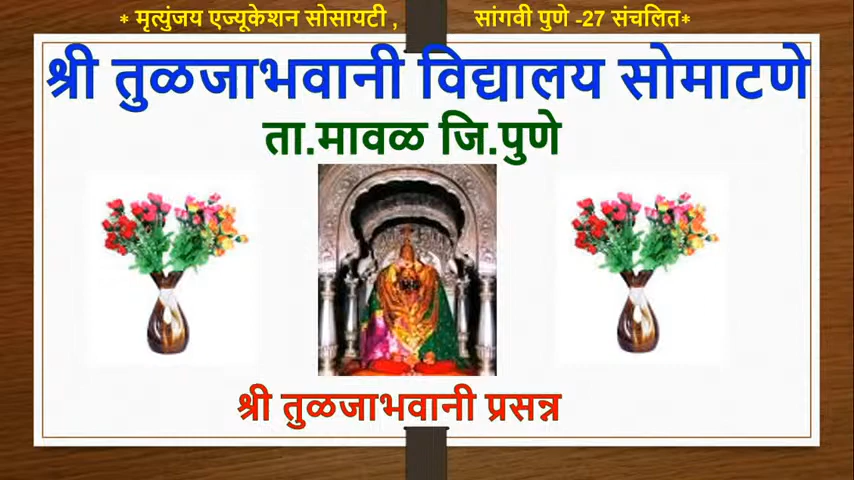 * मृत्युंजय एज्यूकेशन सोसायटी , सांगवी पुणे -27 संचलित*
श्री तुळजाभवानी विद्यालय सोमाटणे
ता.मावळ जि.पुणे
श्री तुळजाभवानी प्रसन्न